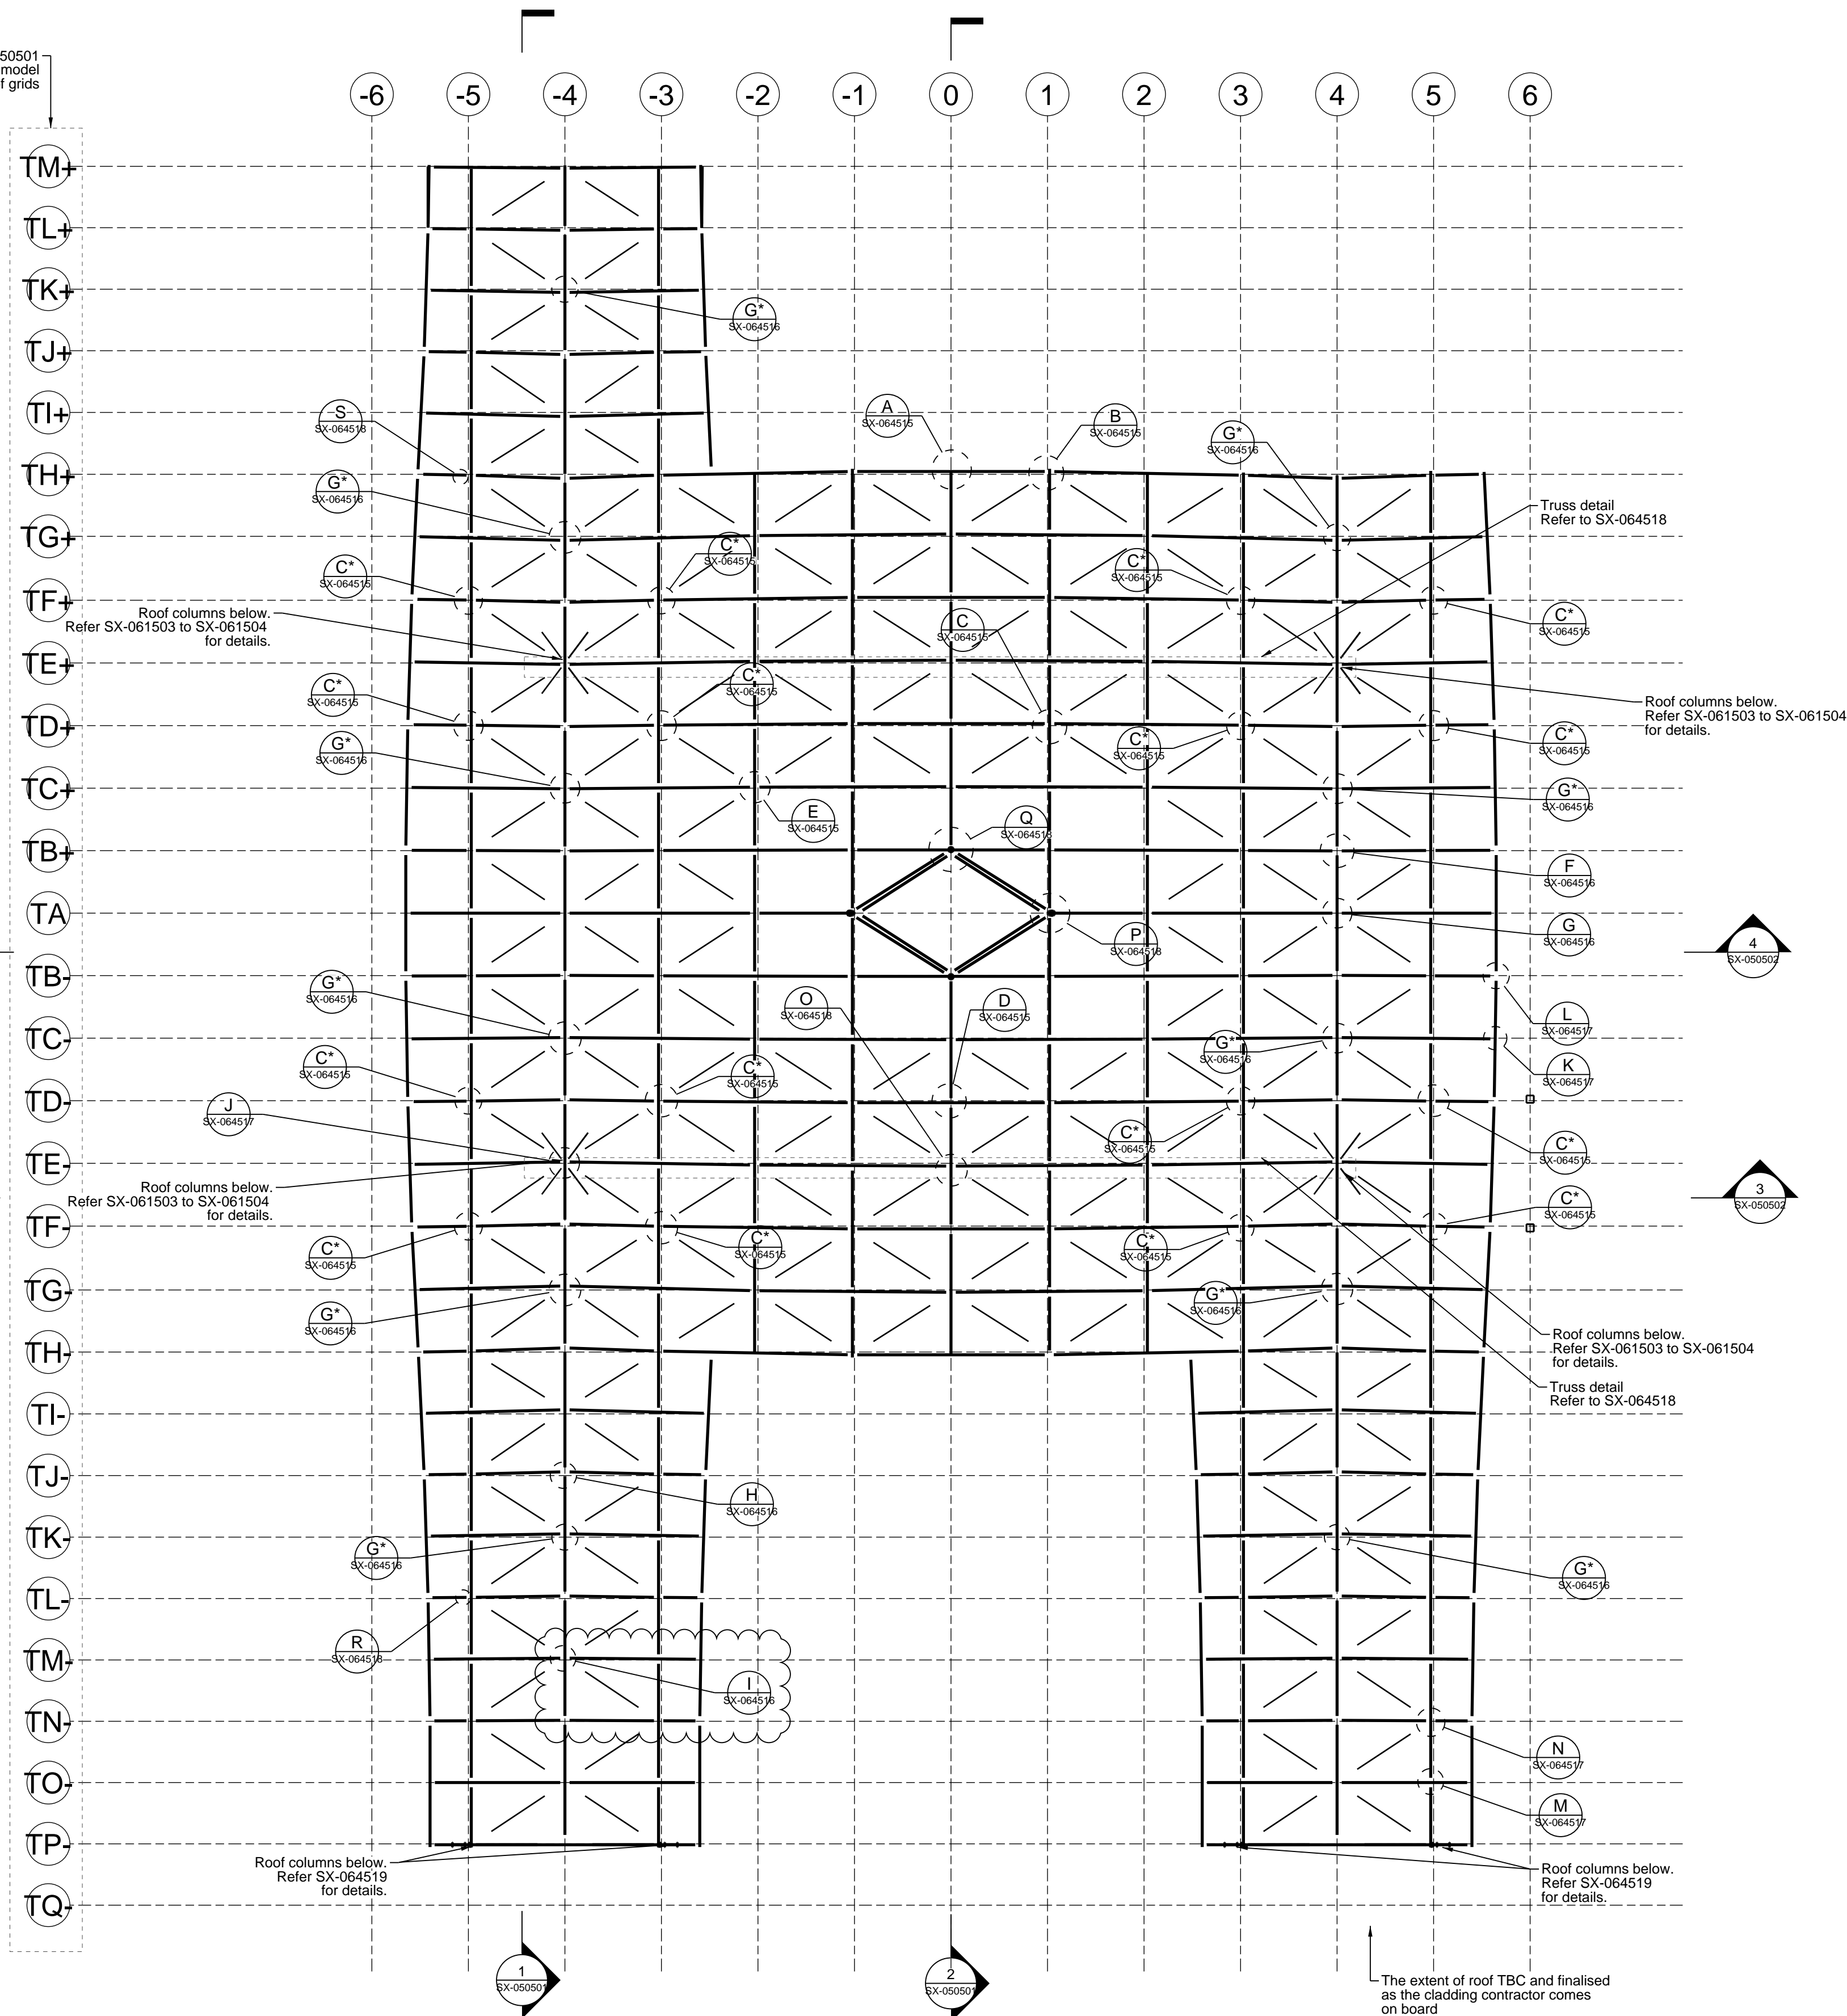 50501
model
f grids
-6
-5
-4
-3
-2
-1
0
1
2
3
4
5
6
TM+
TL+
TK+
G*
SX-064516
TJ+
TI+
S
SX-064518
A
SX-064515
B
SX-064515
G*
SX-064516
TH+
G*
SX-064516
Truss detail
Refer to SX-064518
TG+
C*
SX-064515
C*
SX-064515
C*
SX-064515
TF+
Roof columns below.
Refer SX-061503 to SX-061504
for details.
C
SX-064515
C*
SX-064515
TE+
C*
SX-064515
C*
SX-064515
Roof columns below.
Refer SX-061503 to SX-061504
for details.
TD+
G*
SX-064516
C*
SX-064515
C*
SX-064515
TC+
E
SX-064515
Q
SX-064518
G*
SX-064516
TB+
F
SX-064516
TA
P
SX-064518
G
SX-064516
4
SX-050502
TB-
G*
SX-064516
O
SX-064518
D
SX-064515
L
SX-064517
TC-
C*
SX-064515
C*
SX-064515
G*
SX-064516
K
SX-064517
TD-
J
SX-064517
C*
SX-064515
C*
SX-064515
TE-
Roof columns below.
Refer SX-061503 to SX-061504
for details.
C*
SX-064515
3
SX-050502
TF-
C*
SX-064515
C*
SX-064515
C*
SX-064515
TG-
G*
SX-064516
G*
SX-064516
Roof columns below.
Refer SX-061503 to SX-061504
for details.
TH-
Truss detail
Refer to SX-064518
TI-
TJ-
H
SX-064516
TK-
G*
SX-064516
G*
SX-064516
TL-
R
SX-064518
TM-
I
SX-064516
TN-
N
SX-064517
TO-
M
SX-064517
TP-
Roof columns below.
Refer SX-064519
for details.
Roof columns below.
Refer SX-064519
for details.
TQ-
1
SX-050501
2
SX-050501
The extent of roof TBC and finalised
as the cladding contractor comes
on board